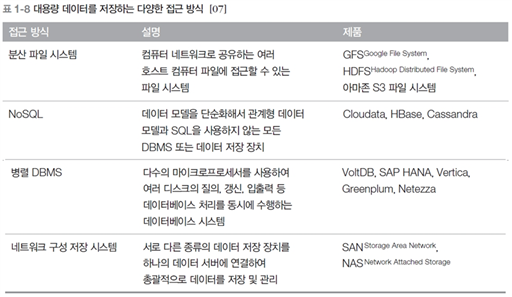 표 1-8 대용량 데이터를 저장하는 다양한 접근 방식 [07]
접근 방식 설명 제품
분산 파일 시스템 컴퓨터 네트워크로 공유하는 여러 GFS Google File System,
호스트 컴퓨터 파일에 접근할 수 있는 HDFS Hadoop Distributed File System,
파일 시스템 아마존 S3 파일 시스템
NoSQL 데이터 모델을 단순화해서 관계형 데이터 Cloudata, HBase, Cassandra
모델과 SQL을 사용하지 않는 모든
DBMS 또는 데이터 저장 장치
병렬 DBMS 다수의 마이크로프로세서를 사용하여 VoltDB, SAP HANA, Vertica,
여러 디스크의 질의, 갱신, 입출력 등 Greenplum, Netezza
데이터베이스 처리를 동시에 수행하는
데이터베이스 시스템
네트워크 구성 저장 시스템 서로 다른 종류의 데이터 저장 장치를 SAN Storage Area Network,
하나의 데이터 서버에 연결하여 NAS Network Attached Storage
총괄적으로 데이터를 저장 및 관리